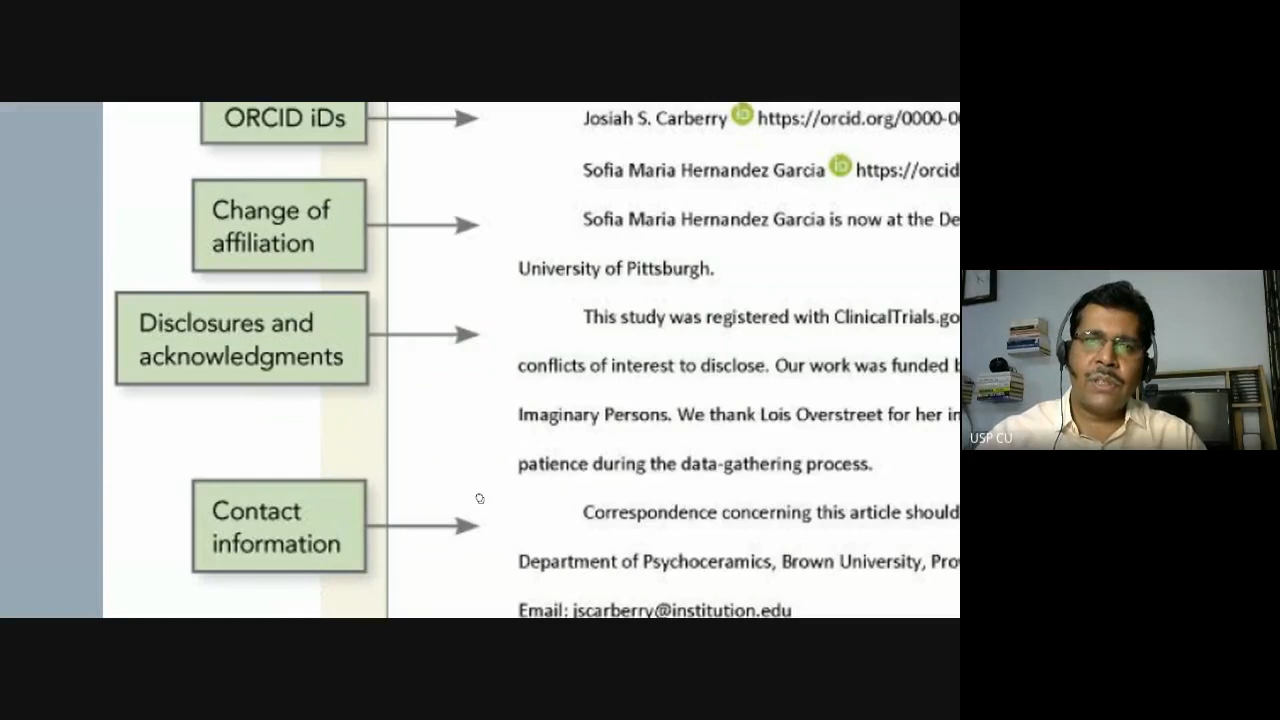 ORCID iDs
Josiah S. Carberry iD https://orcid.org/0000-0
Sofia Maria Hernandez Garcia iD https://orcid
Change of
affiliation
Sofia Maria Hernandez Garcia is now at the De
University of Pittsburgh.
Disclosures and
acknowledgments
This study was registered with ClinicalTrials.go
conflicts of interest to disclose. Our work was funded b
Imaginary Persons. We thank Lois Overstreet for her in
patience during the data-gathering process.
Contact
information
Correspondence concerning this article should
Department of Psychoceramics, Brown University, Pro
Email: jscarberry@institution.edu
USP CU